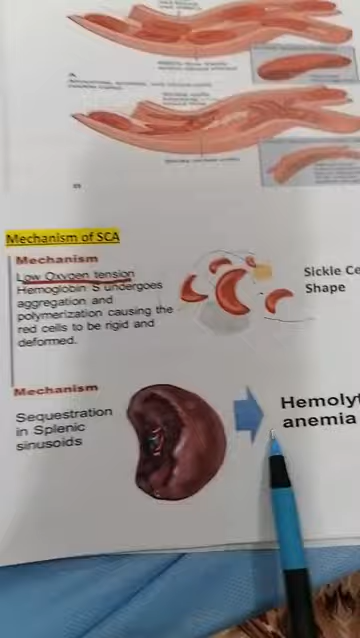 A
Mechanism of SCA
Mechanism
Low Oxygen tension
Hemoglobin S undergoes
aggregation and
polymerization causing the
red cells to be rigid and
deformed.
Sickle Ce
Shape
Mechanism
Sequestration
in Splenic
sinusoids
Hemolyt
anemia